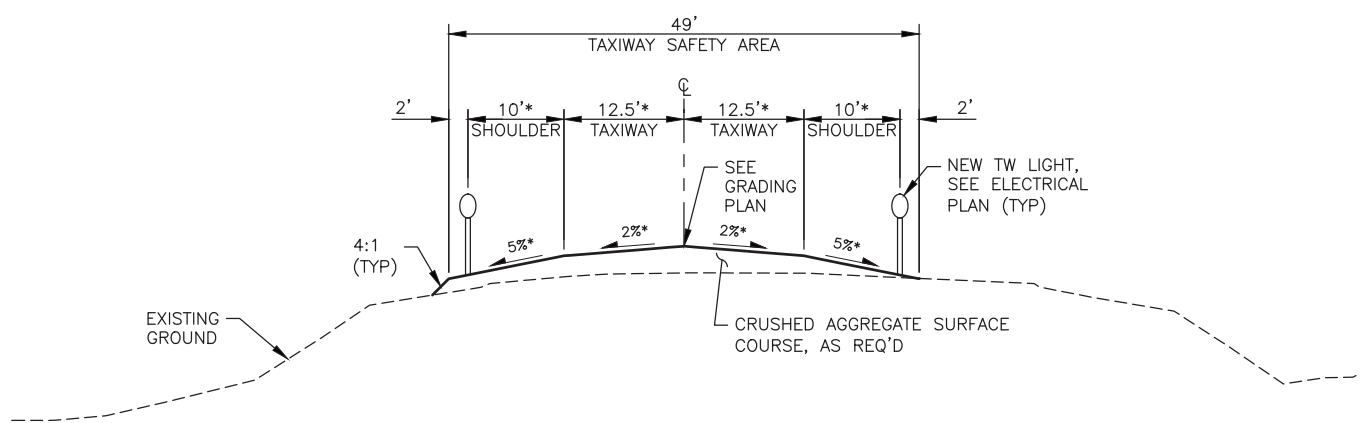 49'
TAXIWAY SAFETY AREA
℄
2'
10'*
12.5'*
12.5'*
10'*
2'
SHOULDER
TAXIWAY
TAXIWAY
SHOULDER
SEE
GRADING
PLAN
NEW TW LIGHT,
SEE ELECTRICAL
PLAN (TYP)
4:1
(TYP)
5%*
2%*
2%*
5%*
EXISTING
GROUND
CRUSHED AGGREGATE SURFACE
COURSE, AS REQ'D